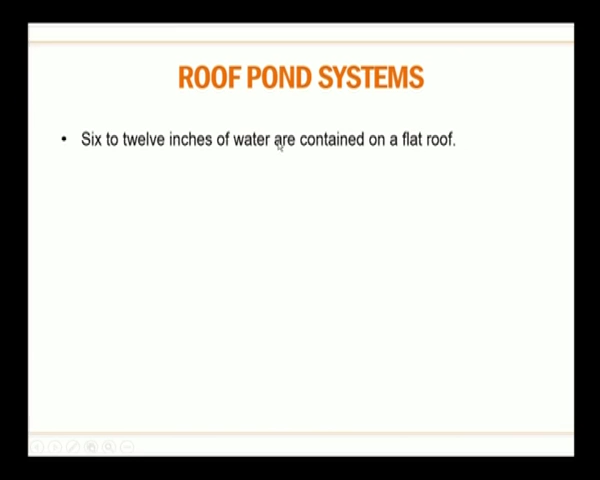 ROOF POND SYSTEMS
• Six to twelve inches of water are contained on a flat roof.